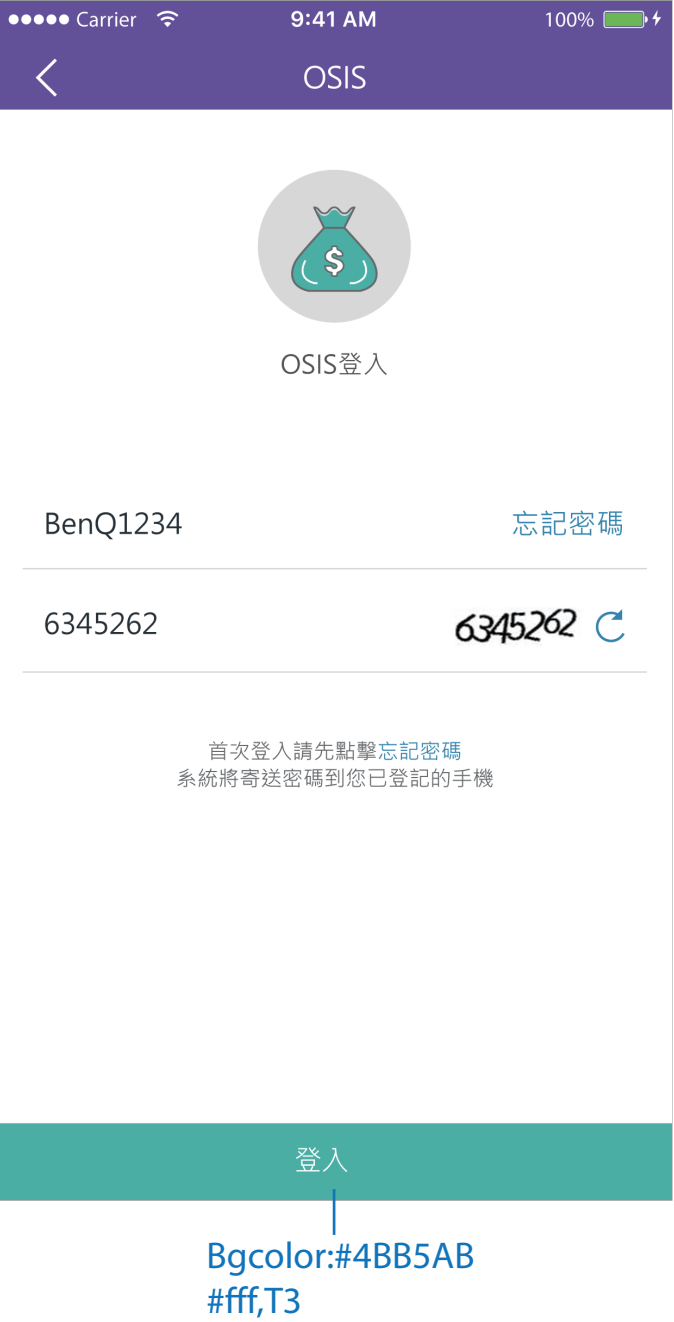 Carrier 9:41 AM 100%
OSIS
$
OSIS登入
BenQ1234 忘記密碼
6345262 6345262
首次登入請先點擊忘記密碼
系統將寄送密碼到您已登記的手機
登入
Bgcolor:#4BB5AB
#fff,T3